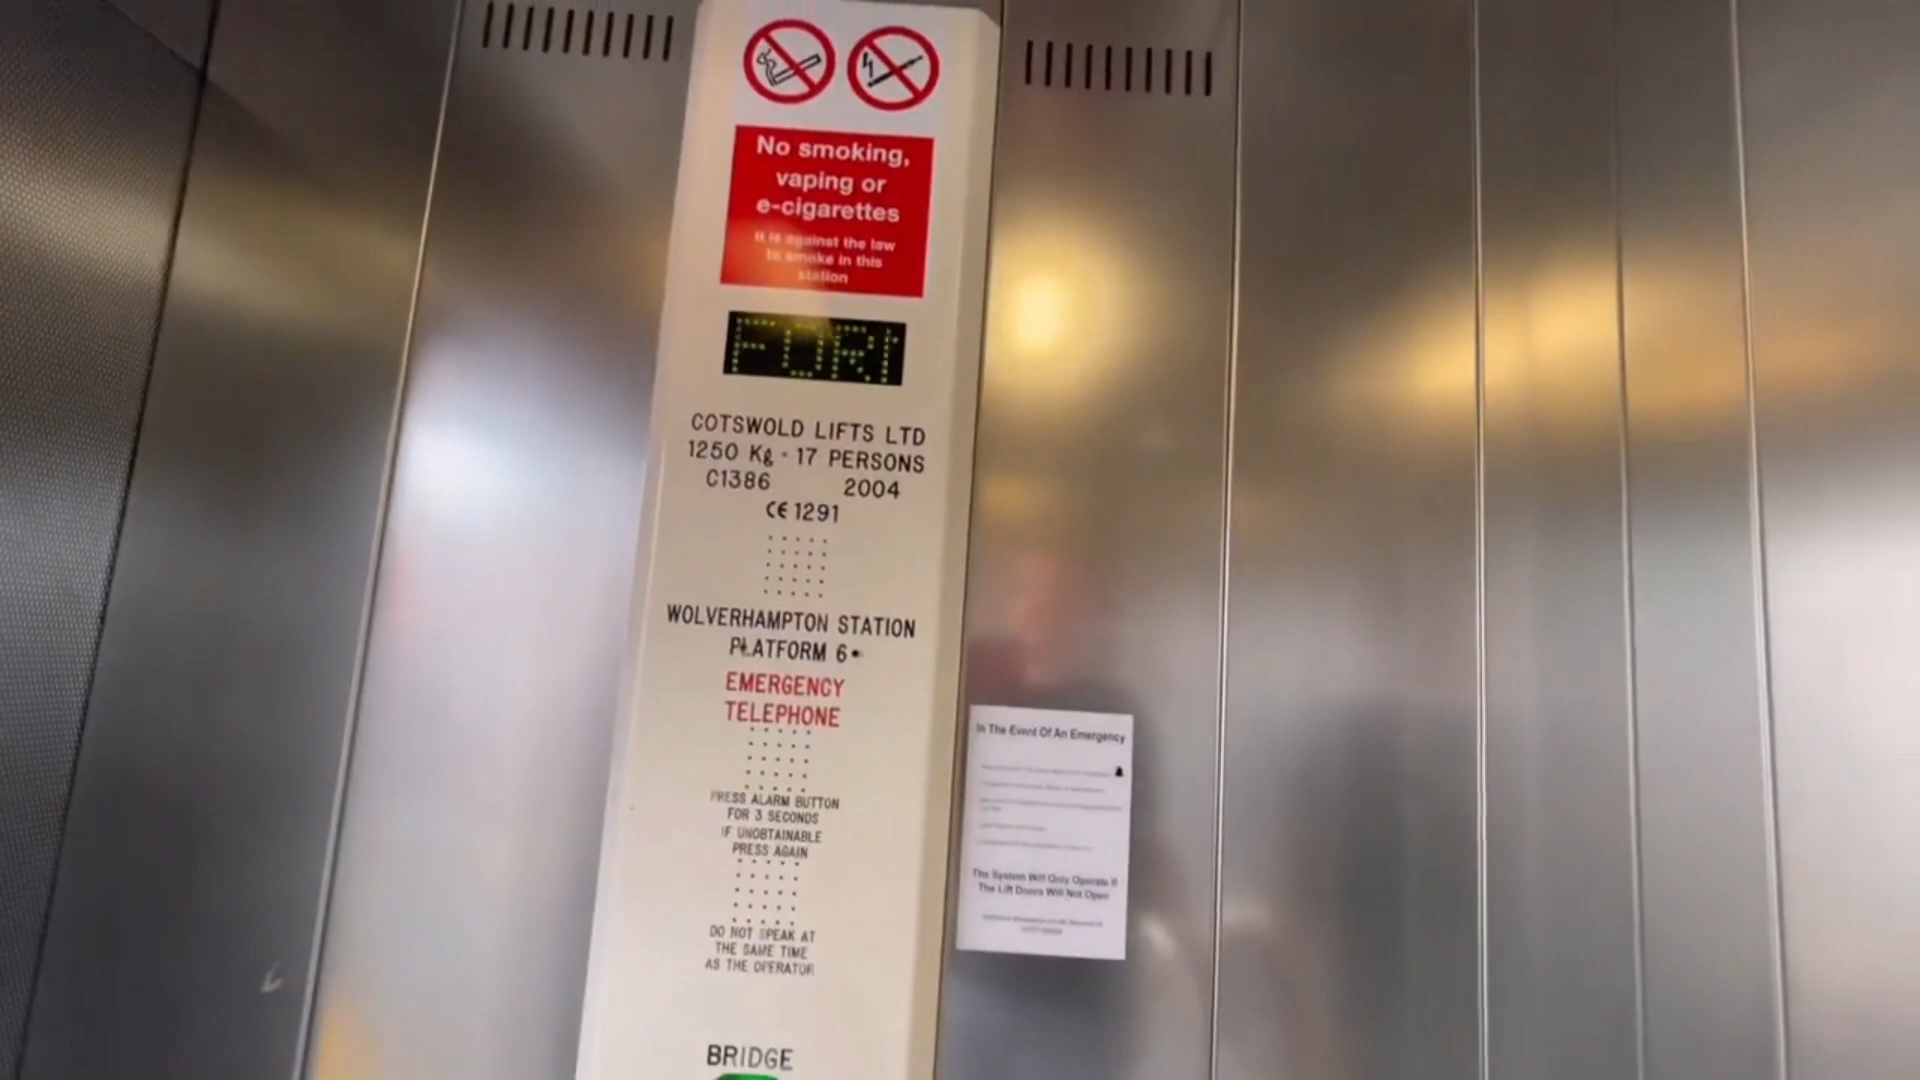 No smoking,
vaping or
e-cigarettes
It is against the law
to smoke in this
station
COTSWOLD LIFTS LTD
1250 Kg - 17 PERSONS
C1386 2004
CE 1291
WOLVERHAMPTON STATION
PLATFORM 6
EMERGENCY
TELEPHONE
PRESS ALARM BUTTON
FOR 3 SECONDS
IF UNOBTAINABLE
PRESS AGAIN
DO NOT SPEAK AT
THE SAME TIME
AS THE OPERATOR
BRIDGE
In The Event Of An Emergency
The System Will Only Operate If
The Lift Doors Will Not Open